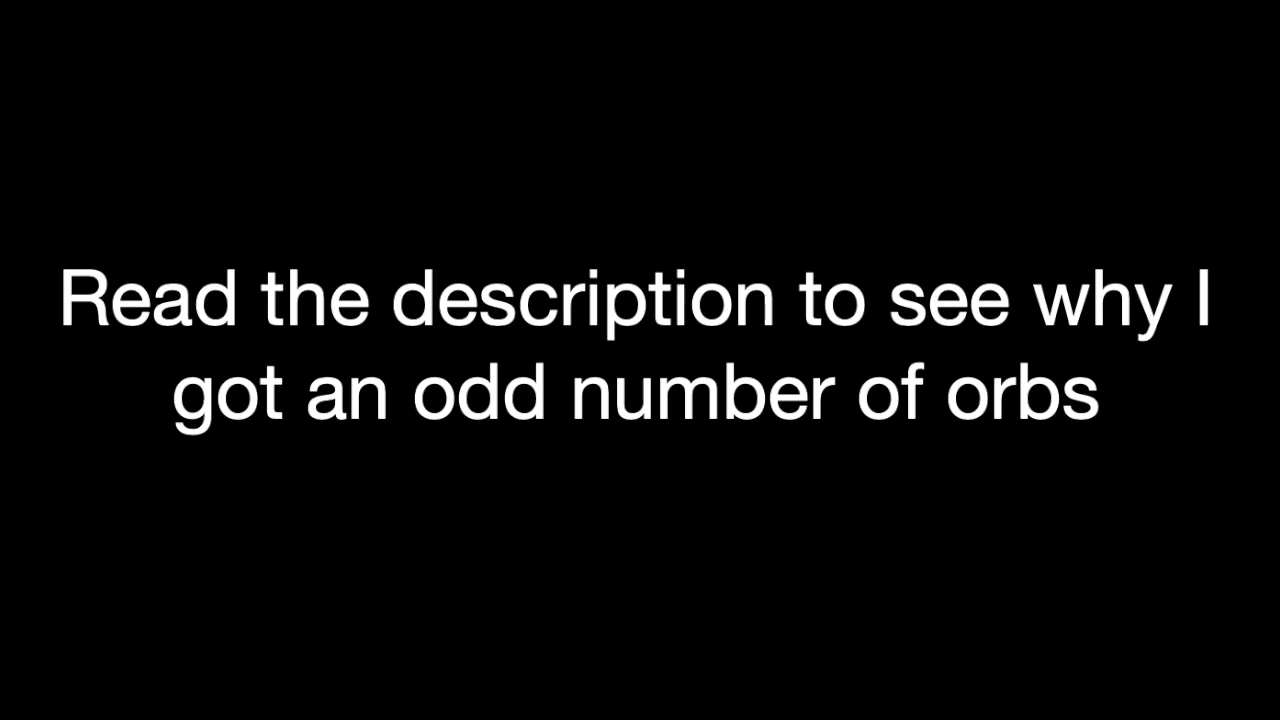 Read the description to see why I
got an odd number of orbs